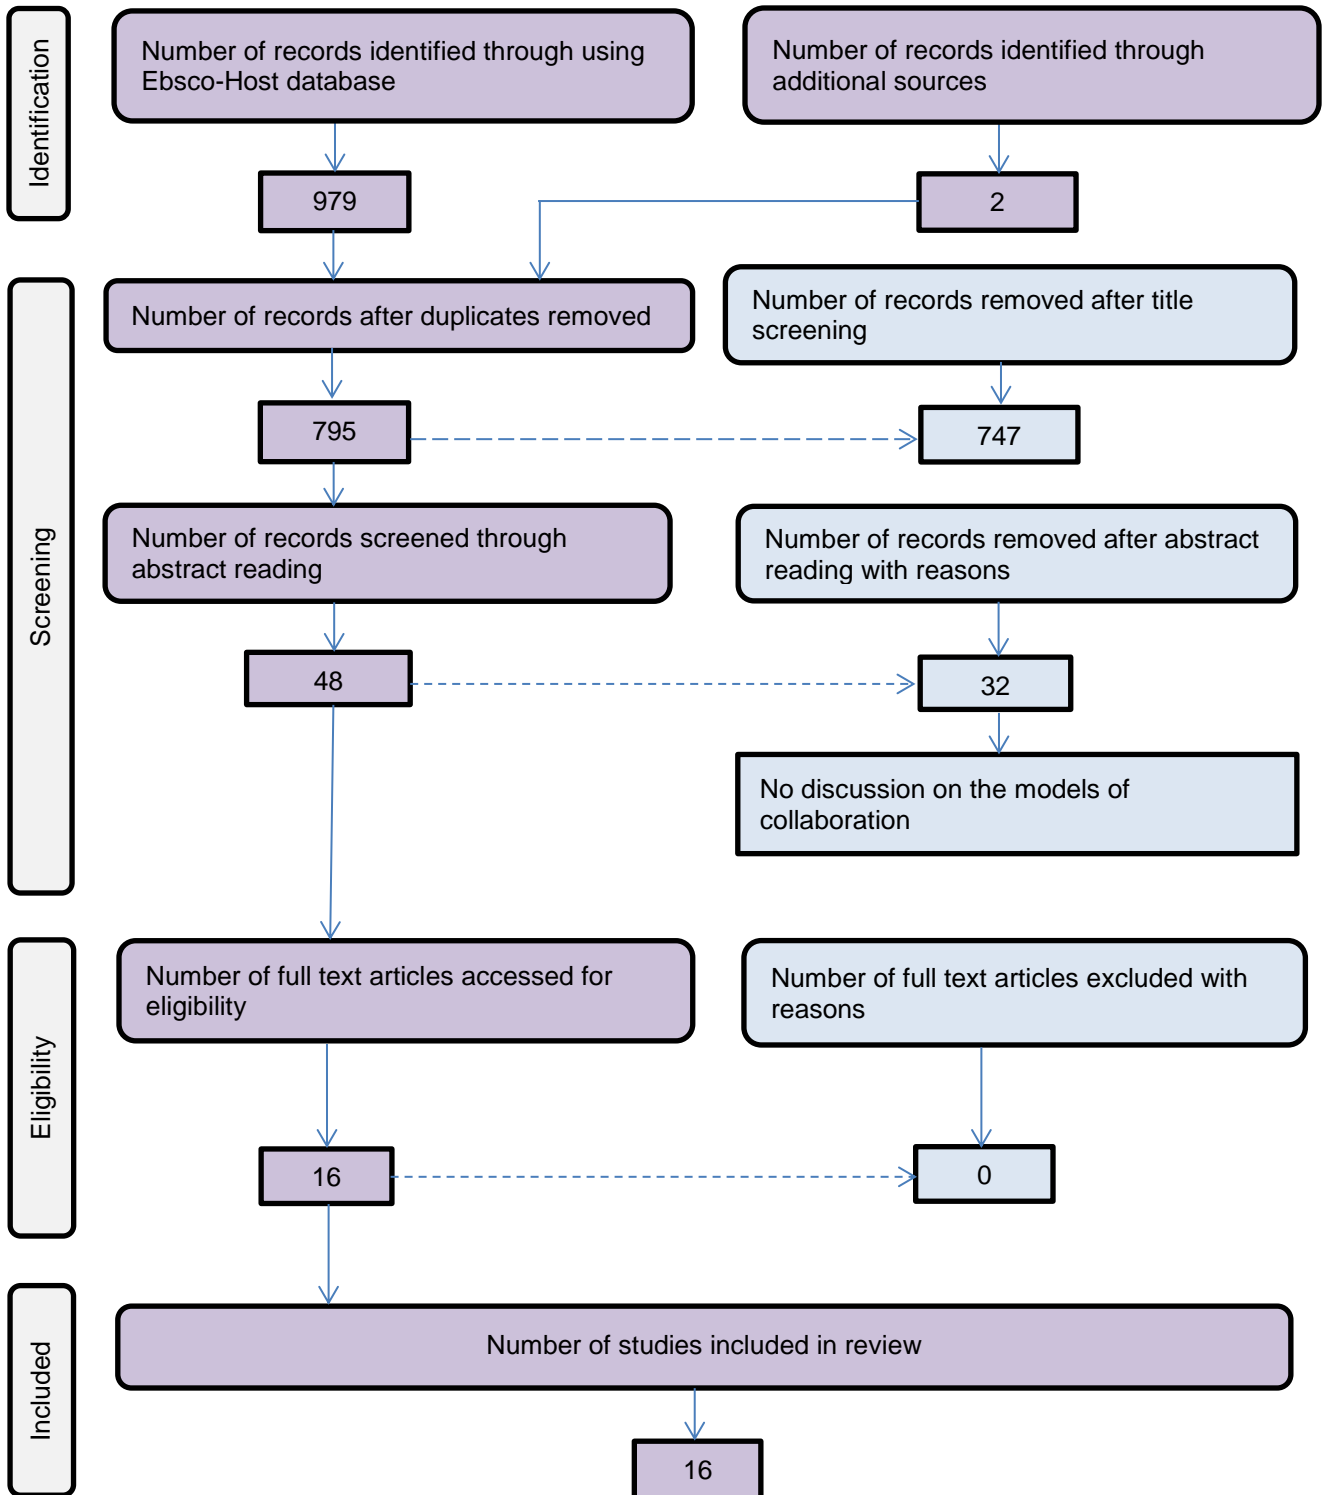 Identification
Number of records identified through using
Ebsco-Host database
Number of records identified through
additional sources
979
2
Screening
Number of records after duplicates removed
Number of records removed after title
screening
795
747
Number of records screened through
abstract reading
Number of records removed after abstract
reading with reasons
48
32
No discussion on the models of
collaboration
Eligibility
Number of full text articles accessed for
eligibility
Number of full text articles excluded with
reasons
16
0
Included
Number of studies included in review
16